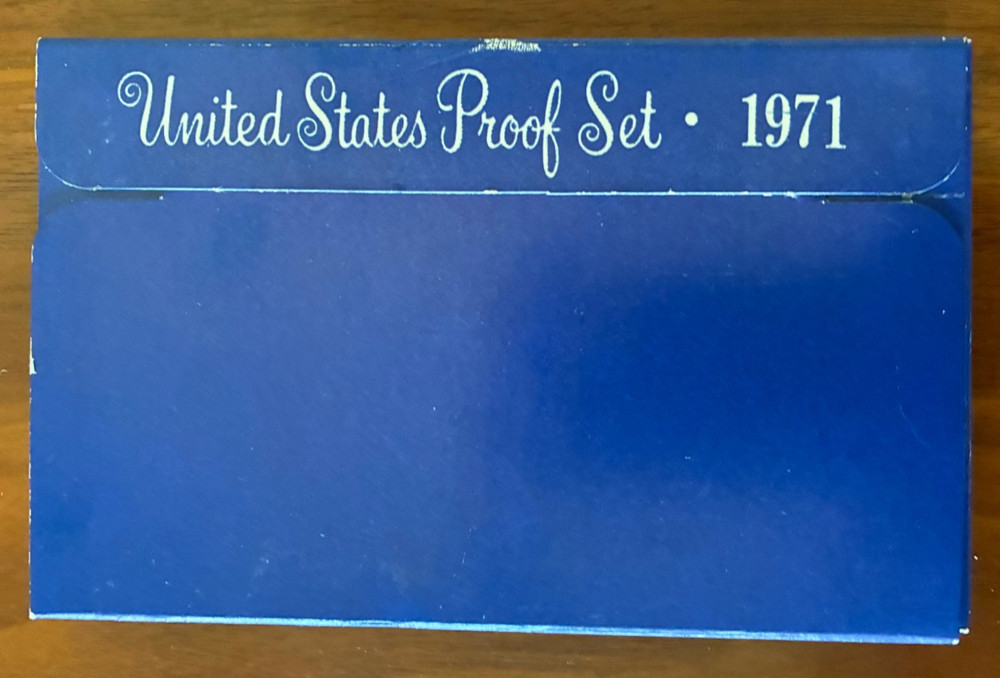 United States Proof Set • 1971